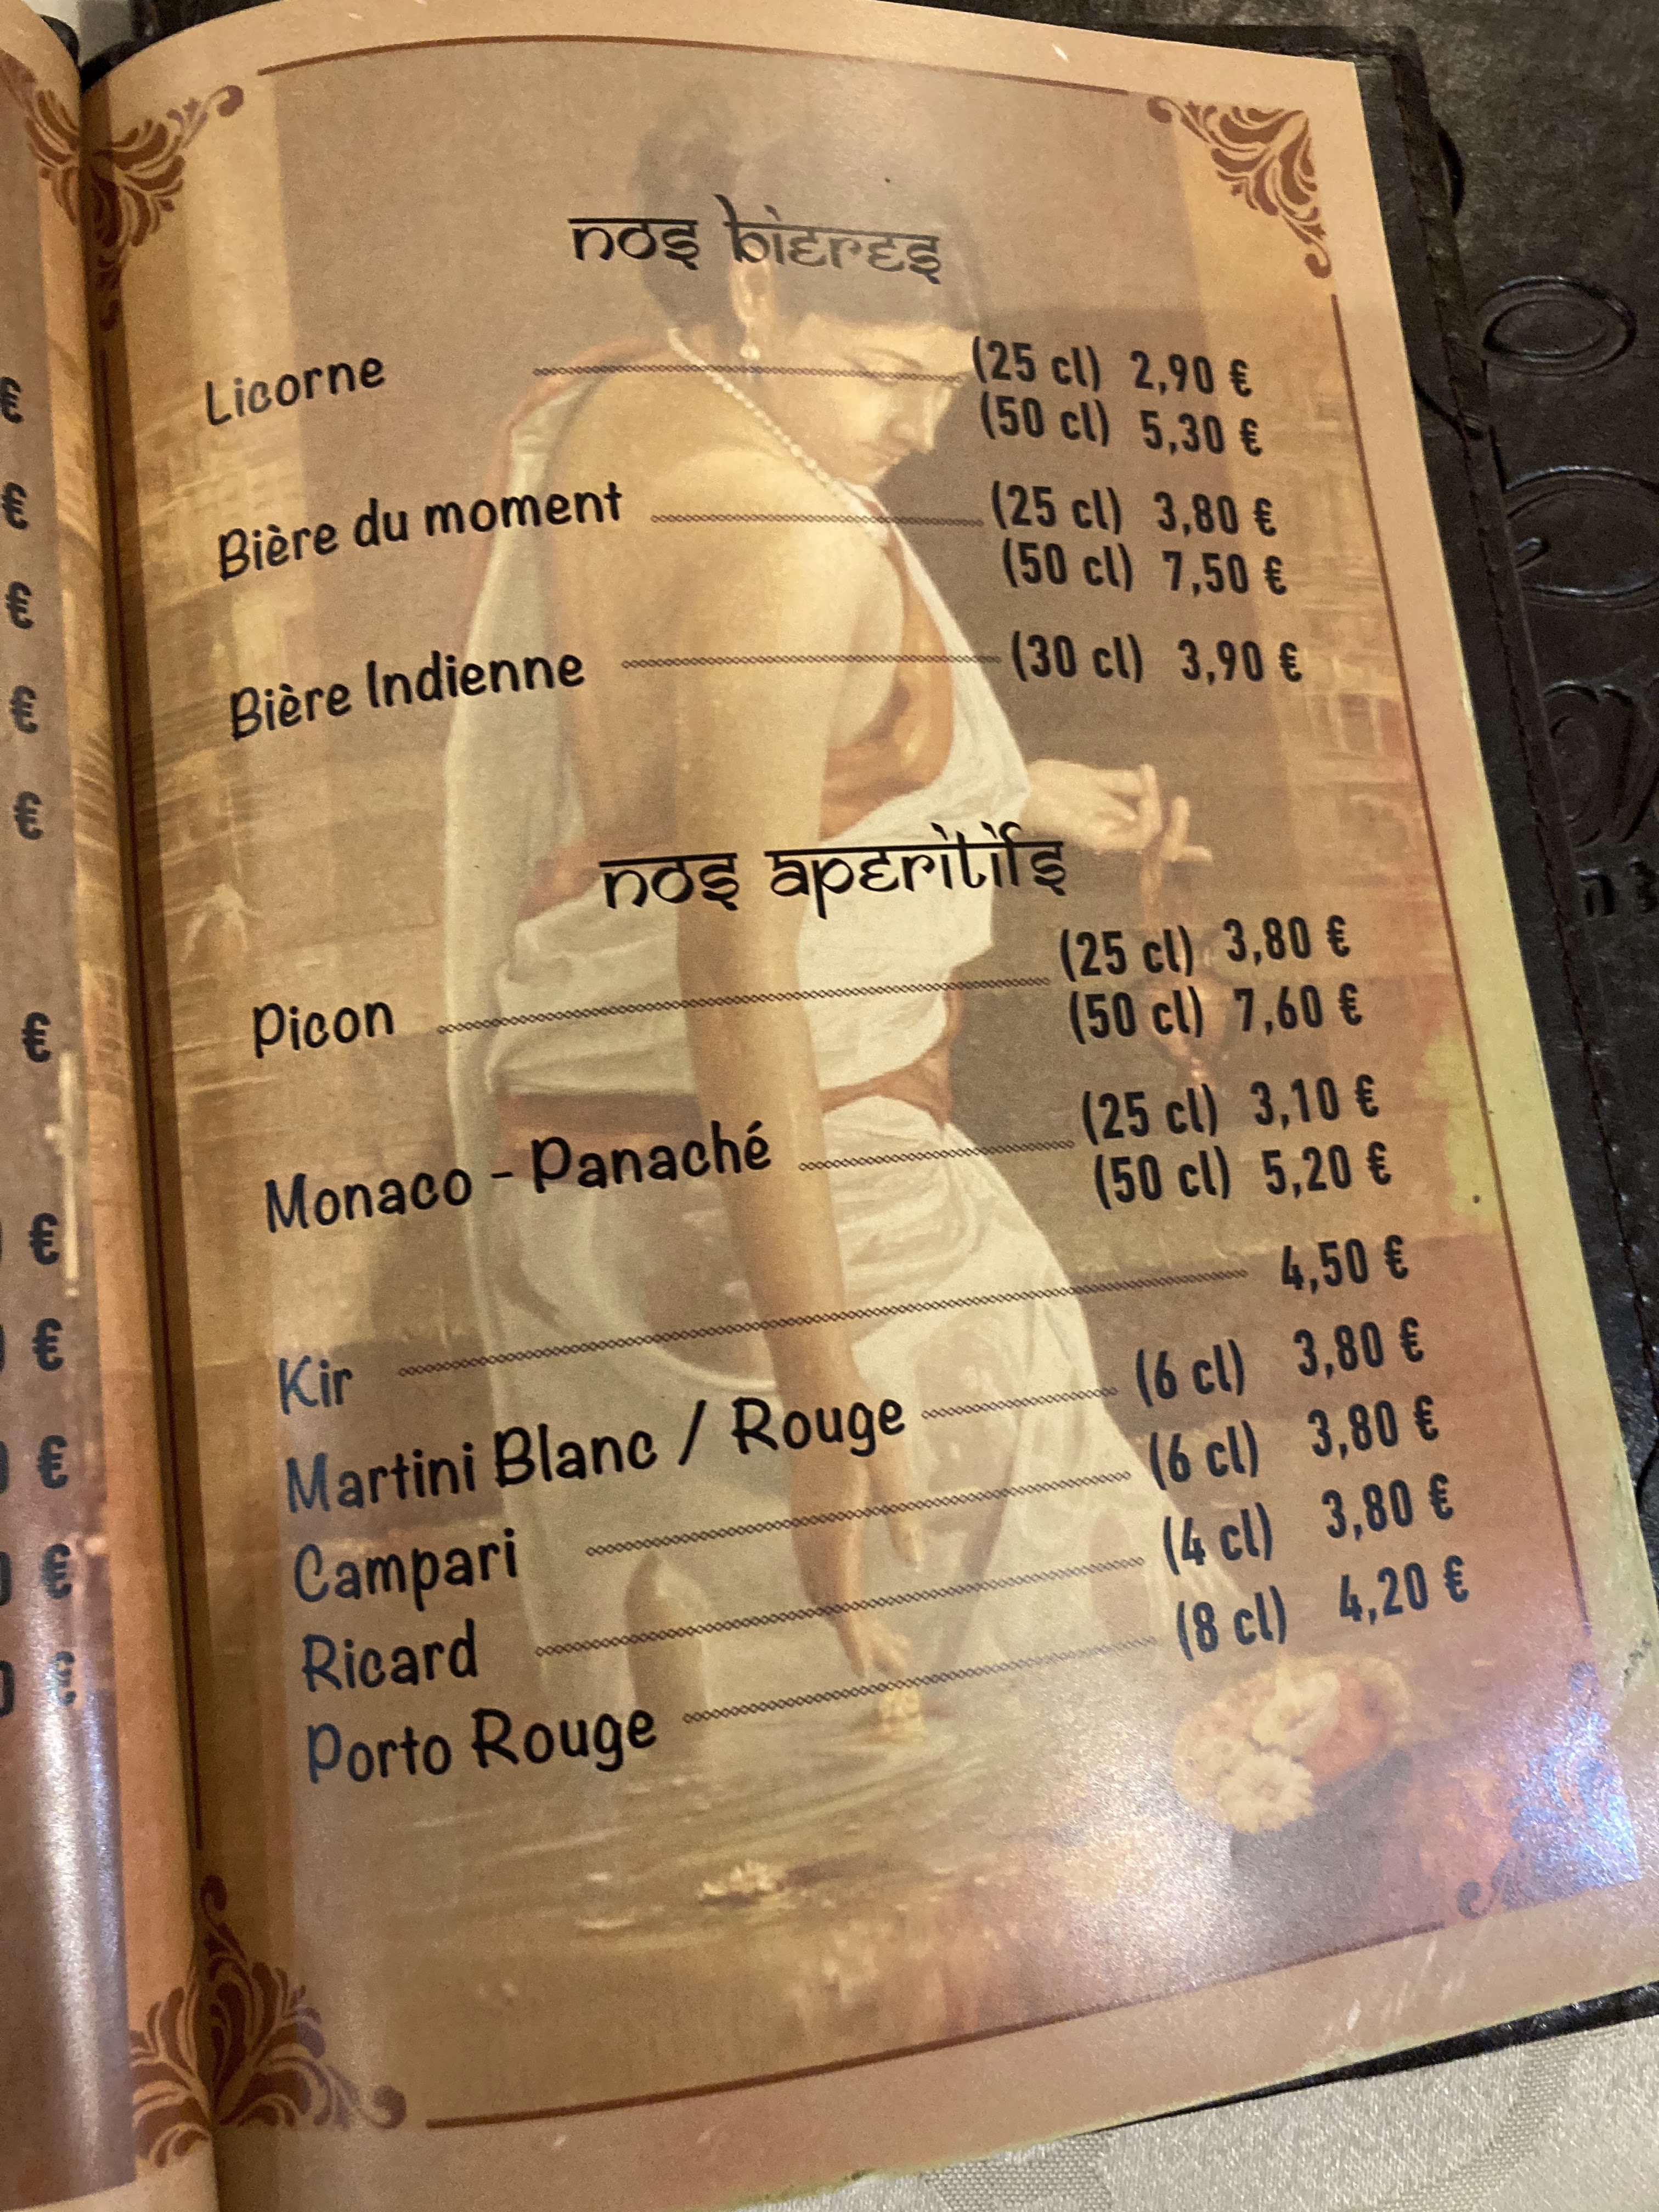 nos bières
Licorne (25 cl) 2,90 €
(50 cl) 5,30 €
Bière du moment (25 cl) 3,80 €
(50 cl) 7,50 €
Bière Indienne (30 cl) 3,90 €
nos aperitifs
Picon (25 cl) 3,80 €
(50 cl) 7,60 €
Monaco - Panaché (25 cl) 3,10 €
(50 cl) 5,20 €
Kir 4,50 €
Martini Blanc / Rouge (6 cl) 3,80 €
Campari (6 cl) 3,80 €
Ricard (4 cl) 3,80 €
Porto Rouge (8 cl) 4,20 €
€
€
€
€
€
€
€
€
€
€
€